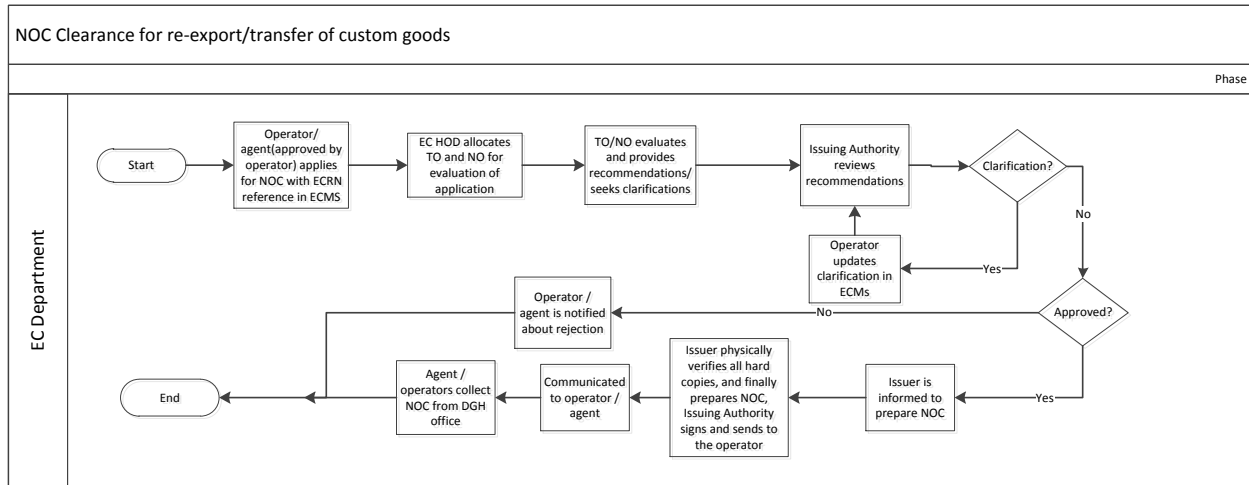 NOC Clearance for re-export/transfer of custom goods
Phase
EC Department
Start
Operator/
agent(approved by
operator) applies
for NOC with ECRN
reference in ECMS
EC HOD allocates
TO and NO for
evaluation of
application
TO/NO evaluates
and provides
recommendations/
seeks clarifications
Issuing Authority
reviews
recommendations
Clarification?
No
Yes
Operator
updates
clarification in
ECMs
Approved?
No
Operator /
agent is notified
about rejection
Yes
Issuer is
informed to
prepare NOC
Issuer physically
verifies all hard
copies, and finally
prepares NOC,
Issuing Authority
signs and sends to
the operator
Communicated
to operator /
agent
Agent /
operators collect
NOC from DGH
office
End